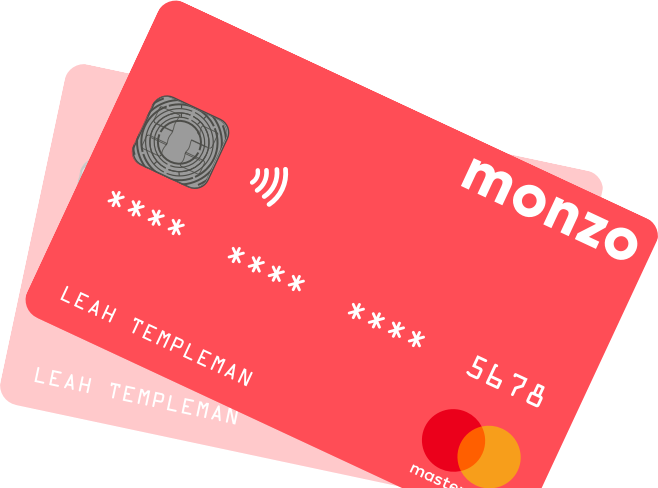 monzo
**** **** **** 5678
LEAH TEMPLEMAN
LEAH TEMPLEMAN